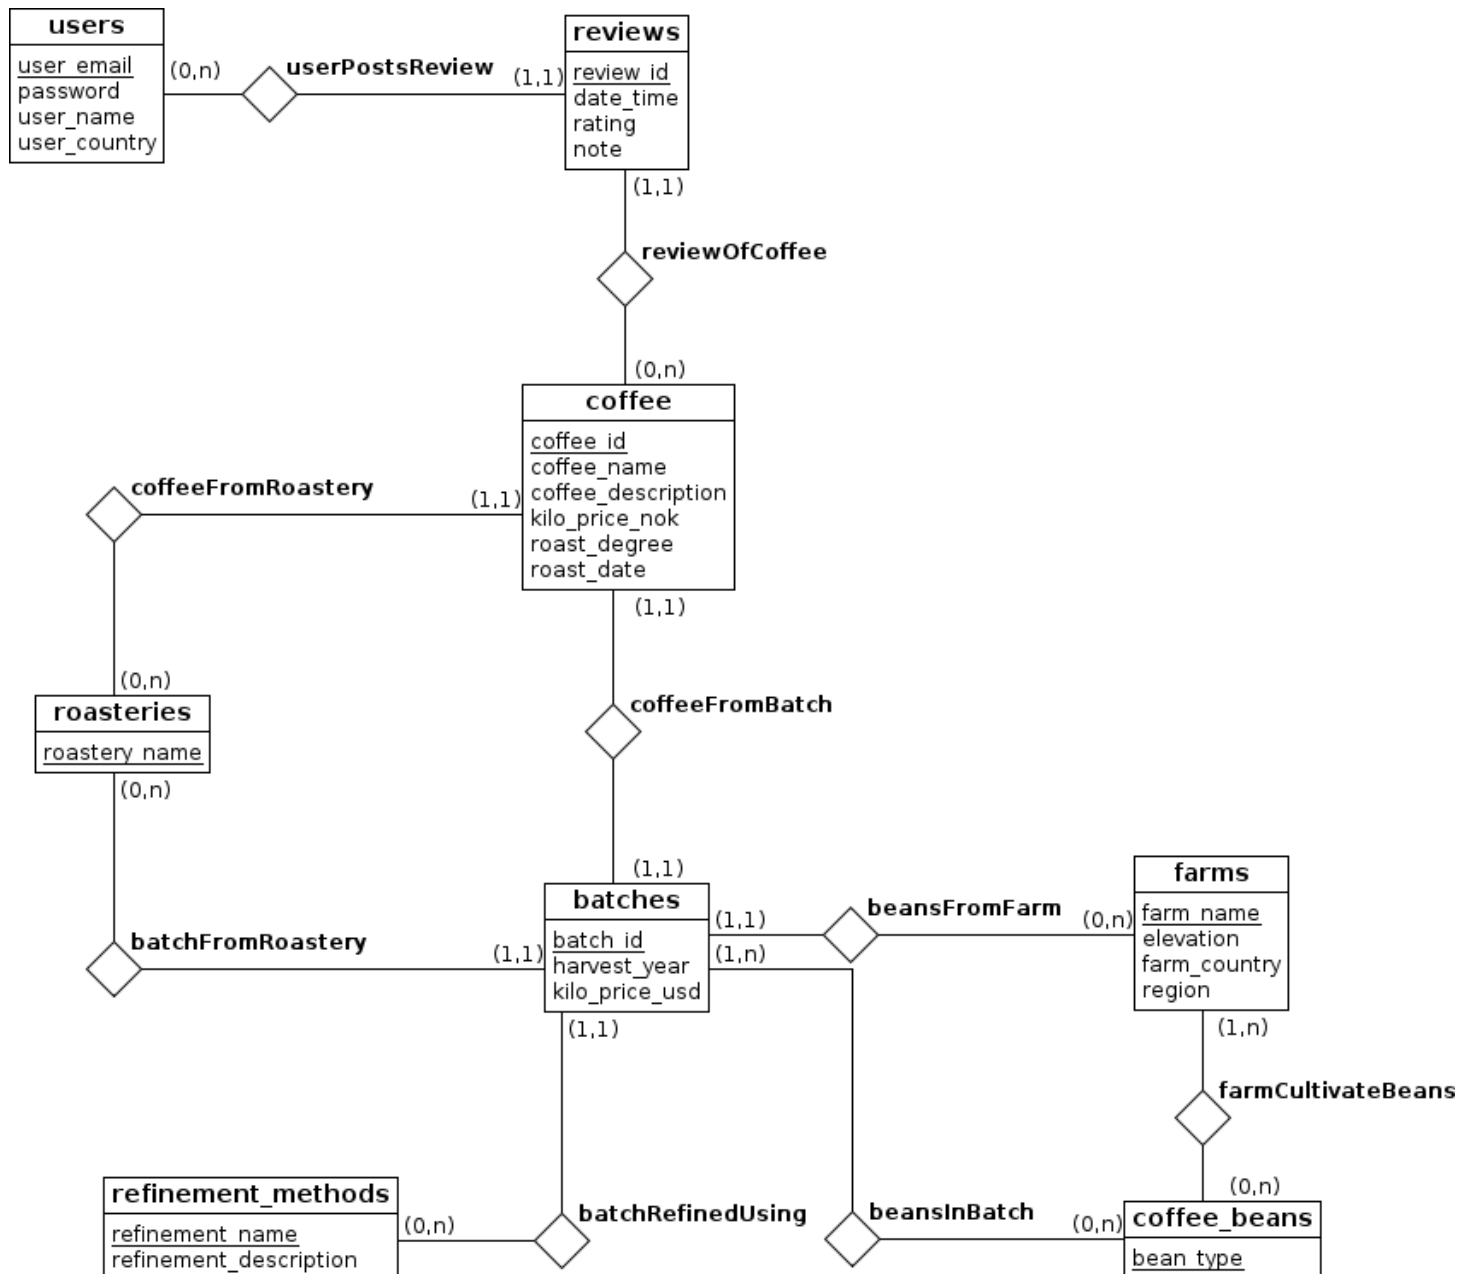 users
user_email
password
user_name
user_country
(0,n)
userPostsReview
(1,1)
reviews
review_id
date_time
rating
note
(1,1)
reviewOfCoffee
(0,n)
coffee
coffee_id
coffee_name
coffee_description
kilo_price_nok
roast_degree
roast_date
coffeeFromRoastery
(1,1)
(0,n)
roasteries
roastery_name
(0,n)
(1,1)
coffeeFromBatch
(1,1)
batchFromRoastery
(1,1)
batches
batch_id
harvest_year
kilo_price_usd
(1,1)
beansFromFarm
(0,n)
(1,n)
farms
farm_name
elevation
farm_country
region
(1,n)
farmCultivateBeans
(0,n)
(1,1)
refinement_methods
refinement_name
refinement_description
(0,n)
batchRefinedUsing
beansInBatch
(0,n)
coffee_beans
bean_type